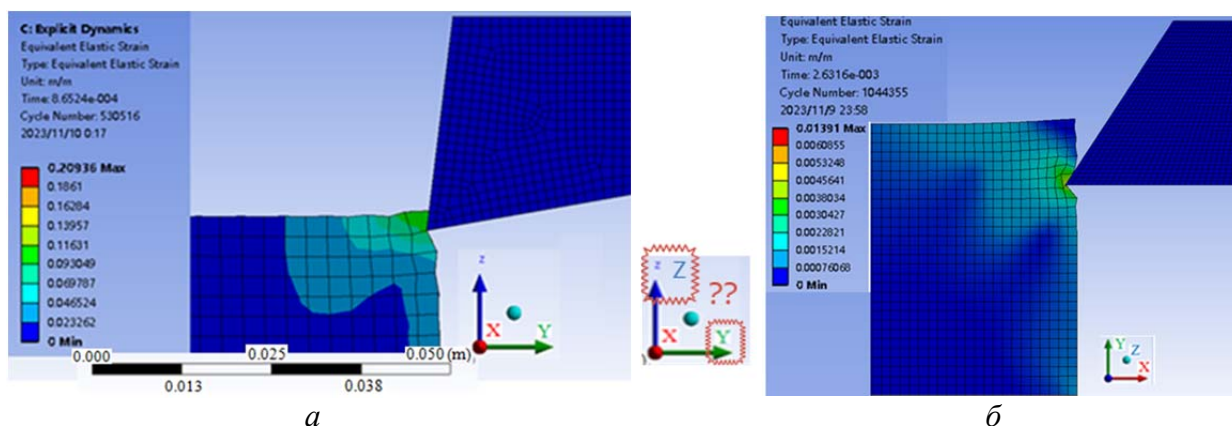 C: Explicit Dynamics
Equivalent Elastic Strain
Type: Equivalent Elastic Strain
Unit: m/m
Time: 8.6524e-004
Cycle Number: 530516
2023/11/10 0:17
0.20936 Max
0.1861
0.16284
0.13957
0.11631
0.093049
0.069787
0.046524
0.023262
0 Min
Z
X
Y
0.000
0.025
0.050 (m)
0.013
0.038
z
Z
??
X
Y
Equivalent Elastic Strain
Type: Equivalent Elastic Strain
Unit: m/m
Time: 2.6316e-003
Cycle Number: 1044355
2023/11/9 23:58
0.01391 Max
0.0060855
0.0053248
0.0045641
0.0038034
0.0030427
0.0022821
0.0015214
0.00076068
0 Min
Y
Z
X
а
б